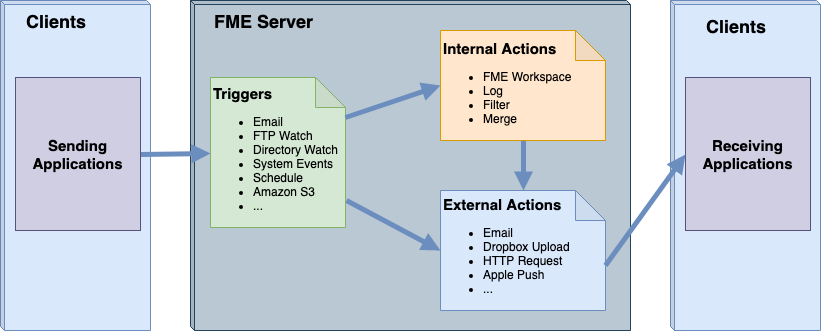 Clients
Sending
Applications
FME Server
Triggers
• Email
• FTP Watch
• Directory Watch
• System Events
• Schedule
• Amazon S3
• ...
Internal Actions
• FME Workspace
• Log
• Filter
• Merge
External Actions
• Email
• Dropbox Upload
• HTTP Request
• Apple Push
• ...
Clients
Receiving
Applications